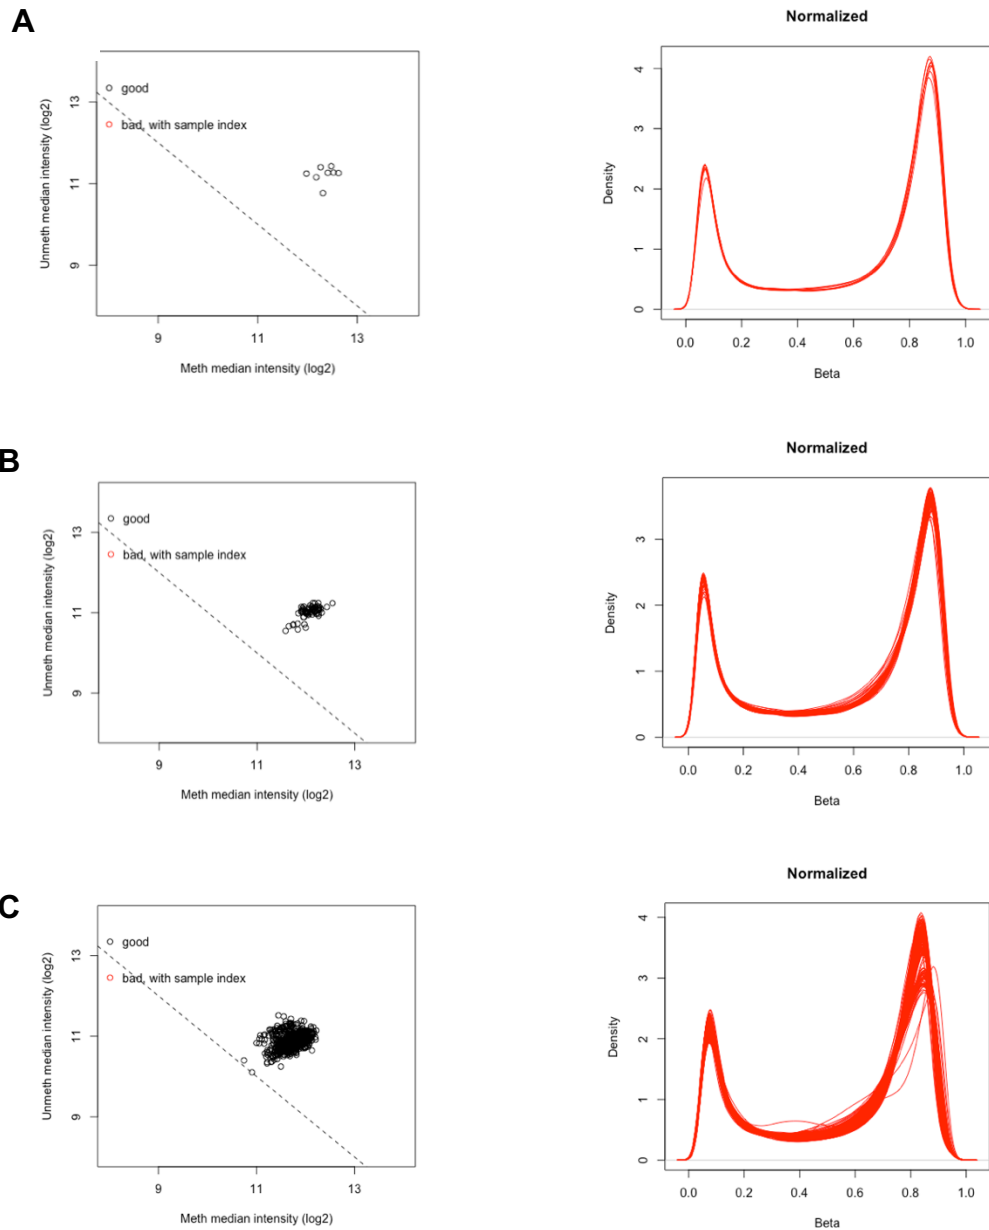 A
Unmeth median intensity (log2)
13
11
9
good
bad, with sample index
9
11
13
Meth median intensity (log2)
Normalized
Density
4
3
2
1
0
0.0
0.2
0.4
0.6
0.8
1.0
Beta
B
Unmeth median intensity (log2)
13
11
9
good
bad, with sample index
9
11
13
Meth median intensity (log2)
Normalized
Density
3
2
1
0
0.0
0.2
0.4
0.6
0.8
1.0
Beta
C
Unmeth median intensity (log2)
13
11
9
good
bad, with sample index
9
11
13
Meth median intensity (log2)
Normalized
Density
4
3
2
1
0
0.0
0.2
0.4
0.6
0.8
1.0
Beta